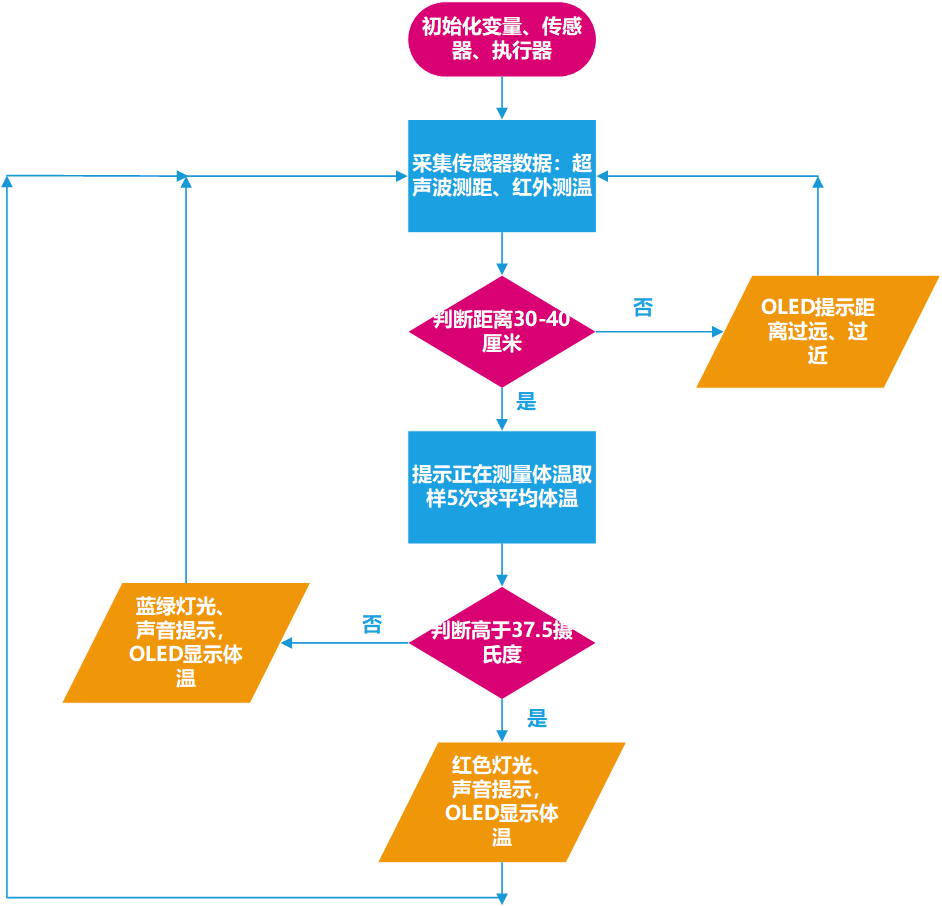 初始化变量、传感
器、执行器
采集传感器数据：超
声波测距、红外测温
判断距离30-40
厘米
否
OLED提示距
离过远、过
近
是
提示正在测量体温取
样5次求平均体温
判断高于37.5摄
氏度
否
蓝绿灯光、
声音提示，
OLED显示体
温
是
红色灯光、
声音提示，
OLED显示体
温